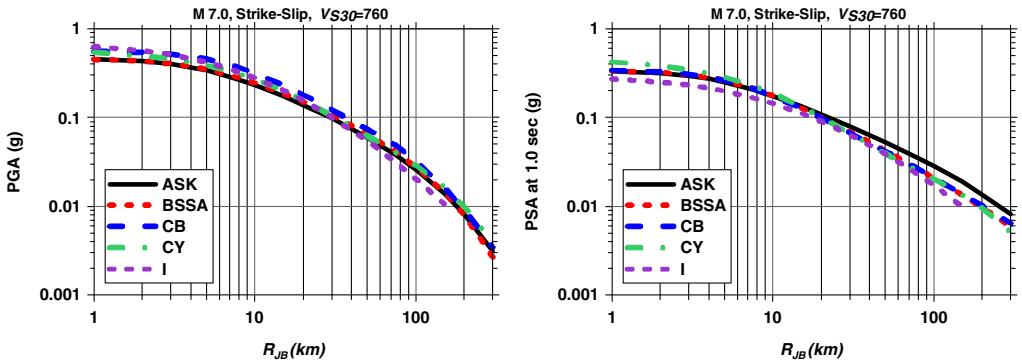 M 7.0, Strike-Slip, VS30=760
1
0.1
0.01
0.001
PGA (g)
ASK
BSSA
CB
CY
I
1 10 100
RJB (km)
M 7.0, Strike-Slip, VS30=760
1
0.1
0.01
0.001
PSA at 1.0 sec (g)
ASK
BSSA
CB
CY
I
1 10 100
RJB (km)